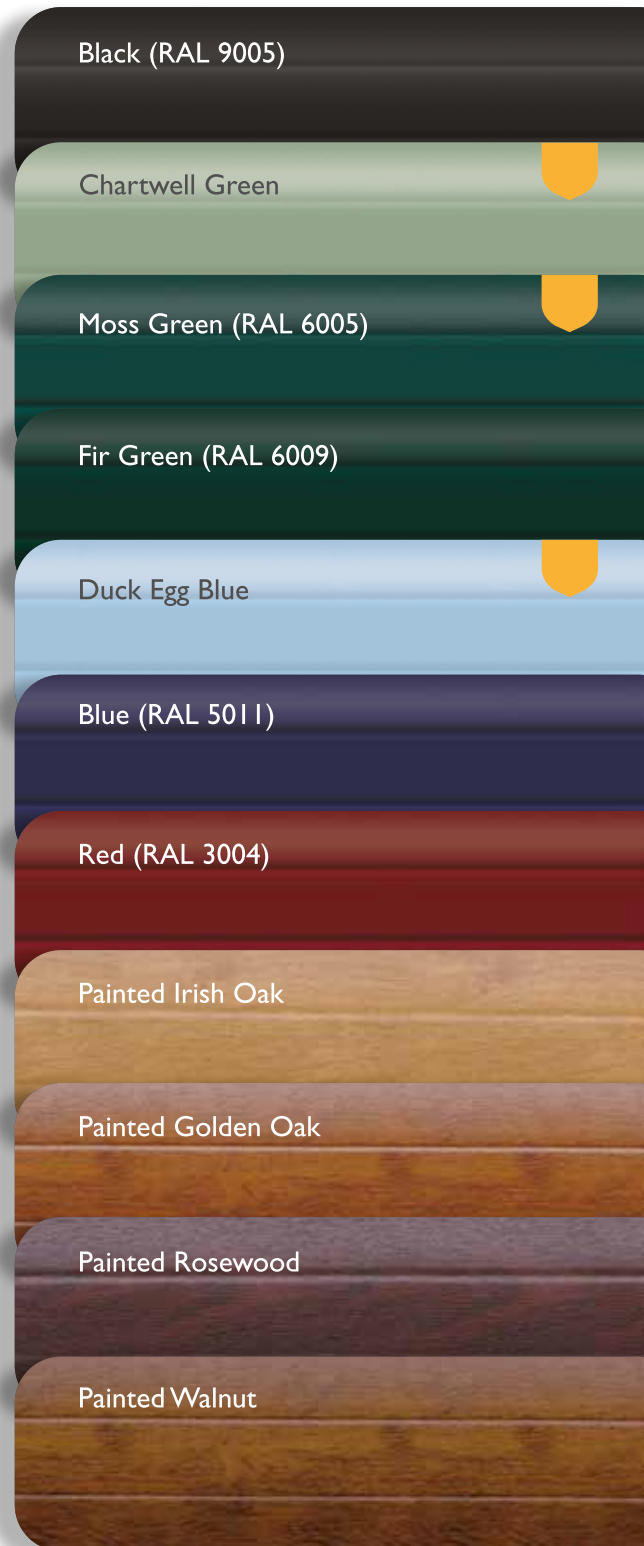 Black (RAL 9005)
Chartwell Green
Moss Green (RAL 6005)
Fir Green (RAL 6009)
Duck Egg Blue
Blue (RAL 5011)
Red (RAL 3004)
Painted Irish Oak
Painted Golden Oak
Painted Rosewood
Painted Walnut